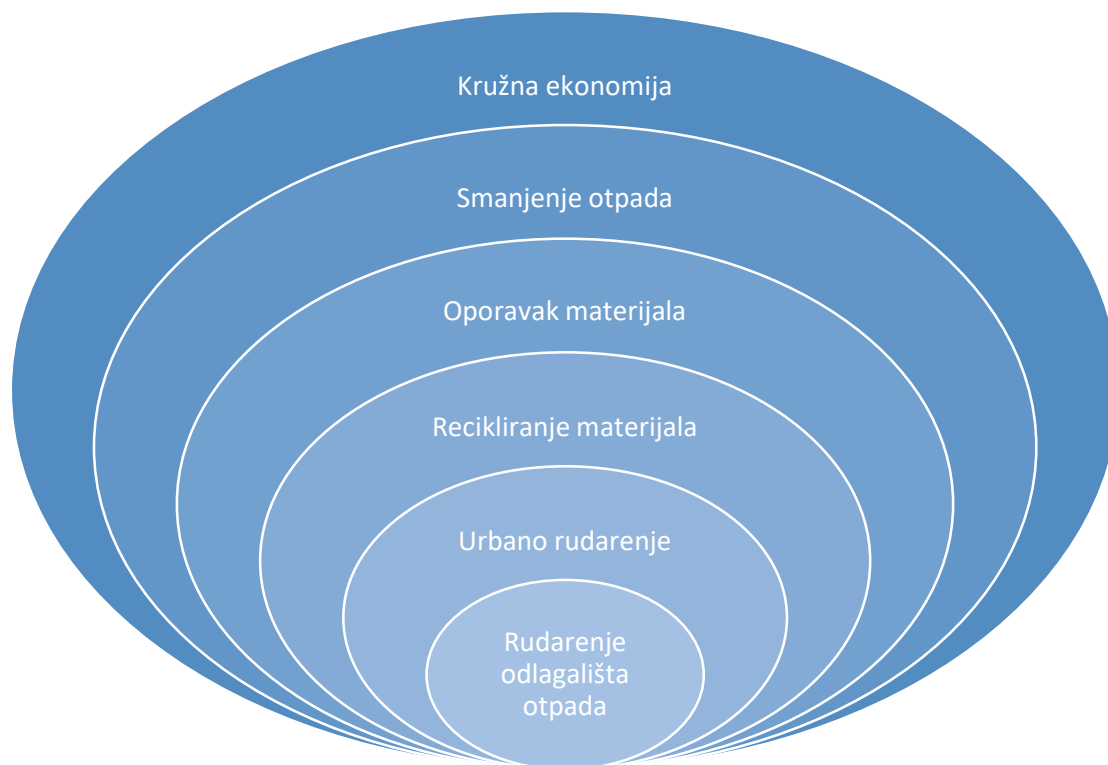 Kružna ekonomija
Smanjenje otpada
Oporavak materijala
Recikliranje materijala
Urbano rudarenje
Rudarenje
odlagališta
otpada